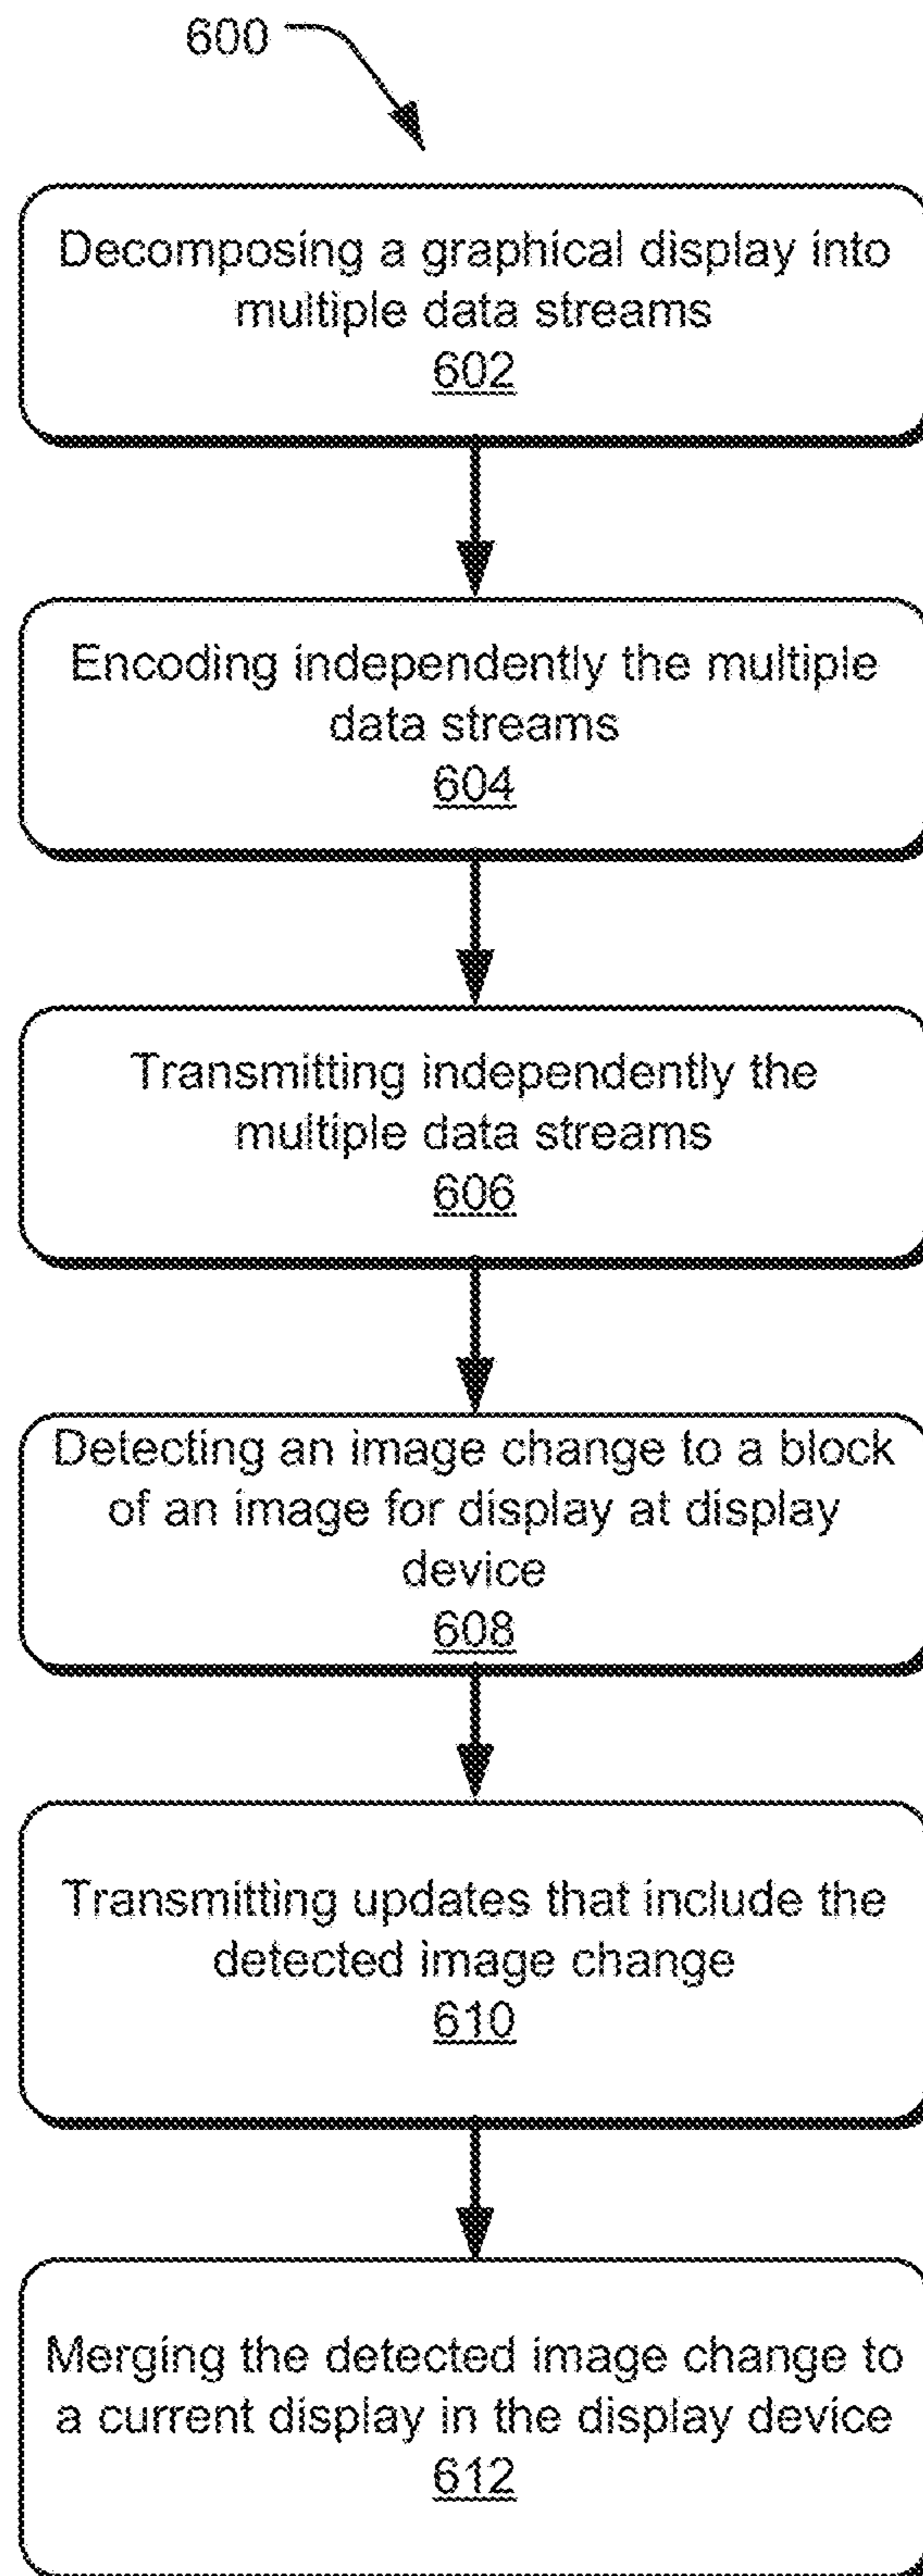 600
Decomposing a graphical display into
multiple data streams
602
Encoding independently the multiple
data streams
604
Transmitting independently the
multiple data streams
606
Detecting an image change to a block
of an image for display at display
device
608
Transmitting updates that include the
detected image change
610
Merging the detected image change to
a current display in the display device
612